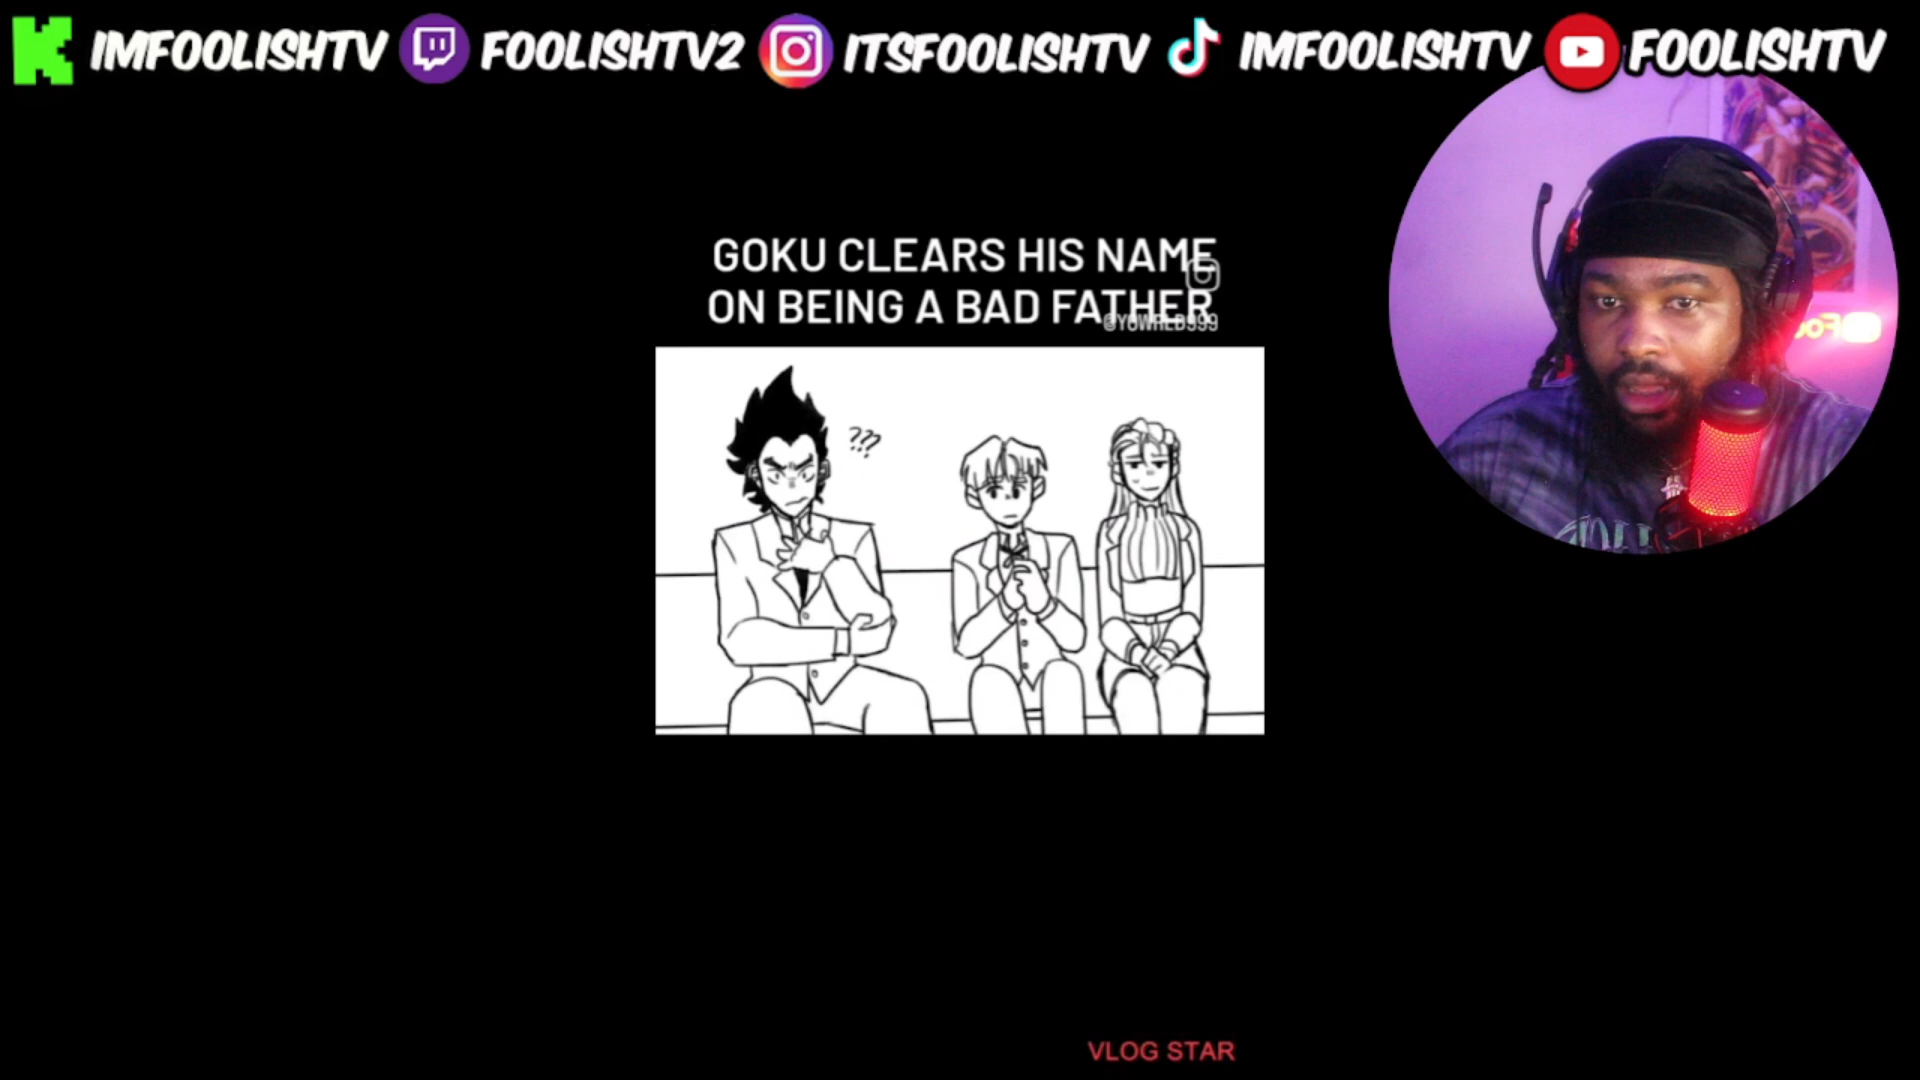 IMFOOLISHTV FOOLISHTV2 ITSFOOLISHTV IMFOOLISHTV FOOLISHTV
GOKU CLEARS HIS NAME
ON BEING A BAD FATHER
???
VLOG STAR